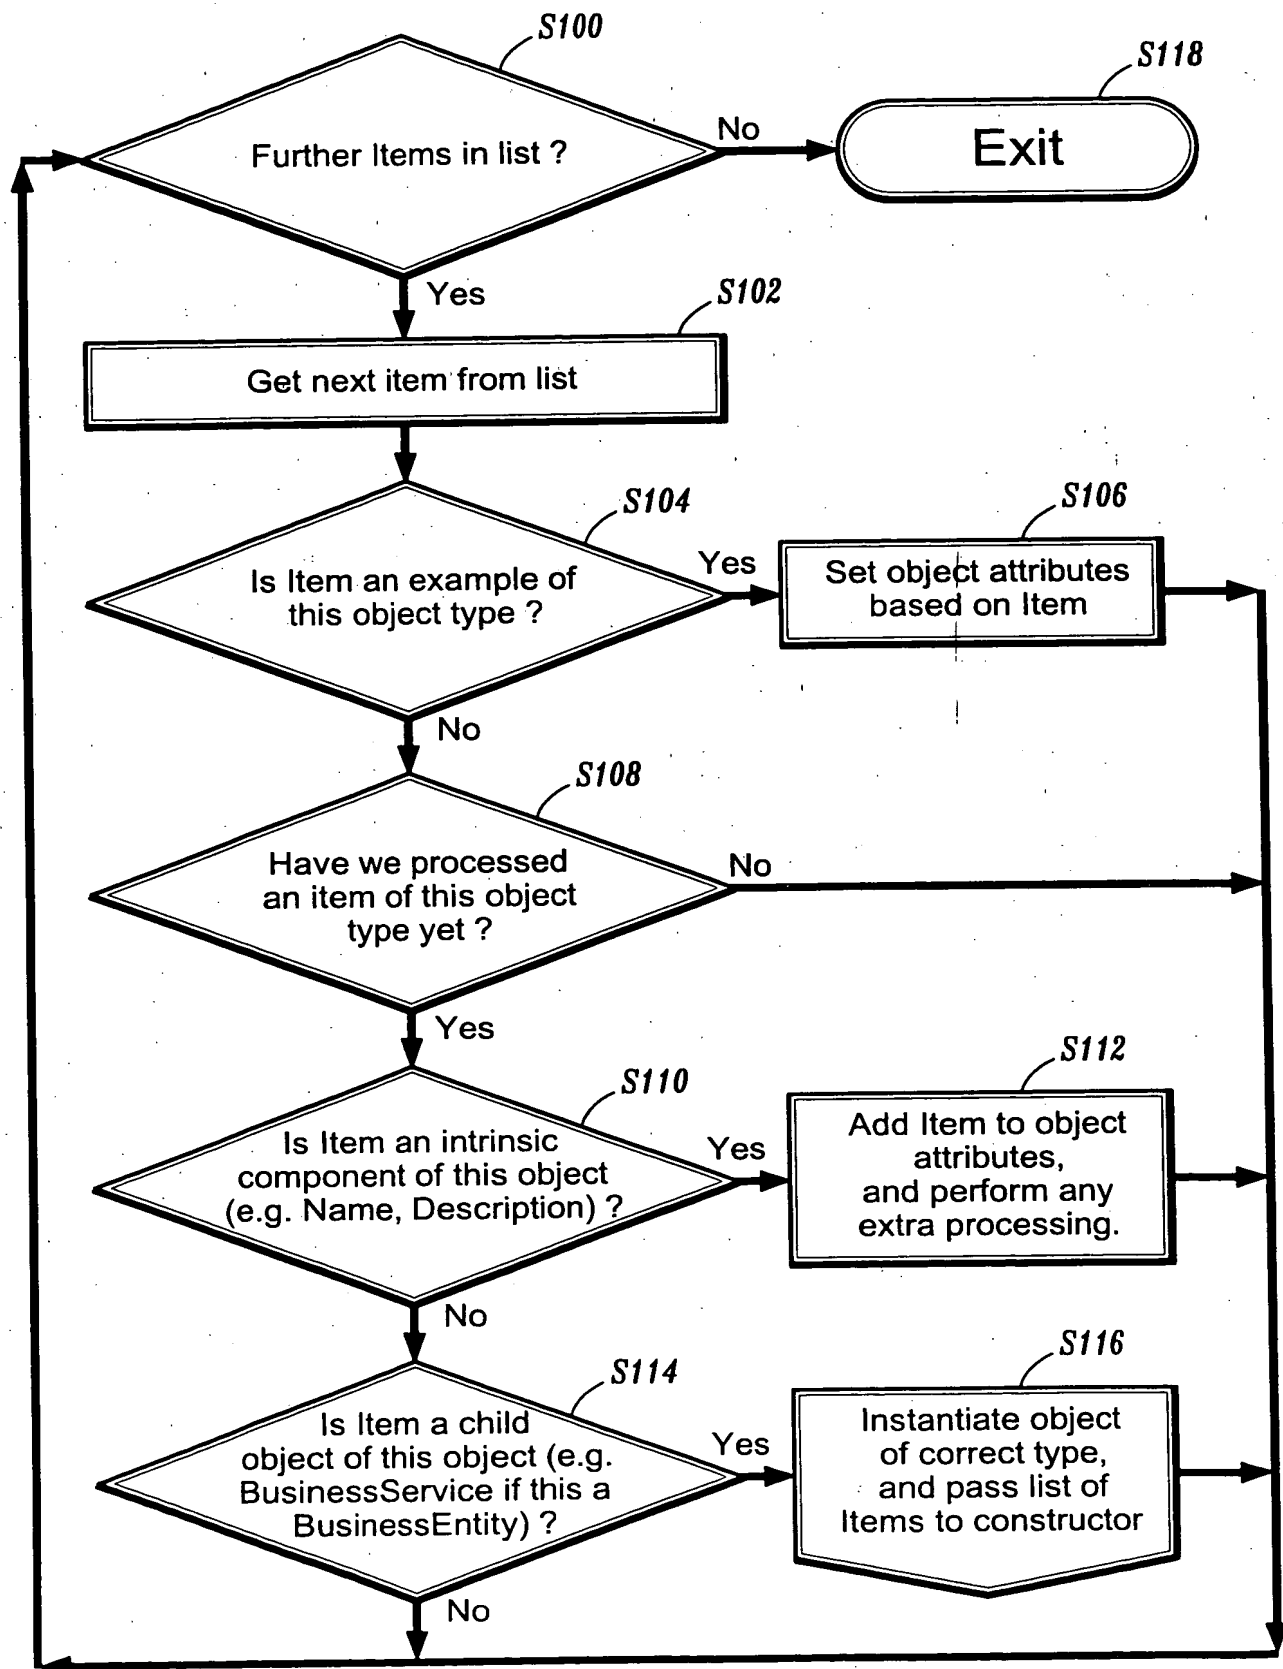 S100
S118
Further Items in list ?
No
Exit
Yes
S102
Get next item from list
S104
S106
Is Item an example of
this object type ?
Yes
Set object attributes
based on Item
No
S108
Have we processed
an item of this object
type yet ?
No
Yes
S110
S112
Is Item an intrinsic
component of this object
(e.g. Name, Description) ?
Yes
Add Item to object
attributes,
and perform any
extra processing.
No
S114
S116
Is Item a child
object of this object (e.g.
BusinessService if this a
BusinessEntity) ?
Yes
Instantiate object
of correct type,
and pass list of
Items to constructor
No